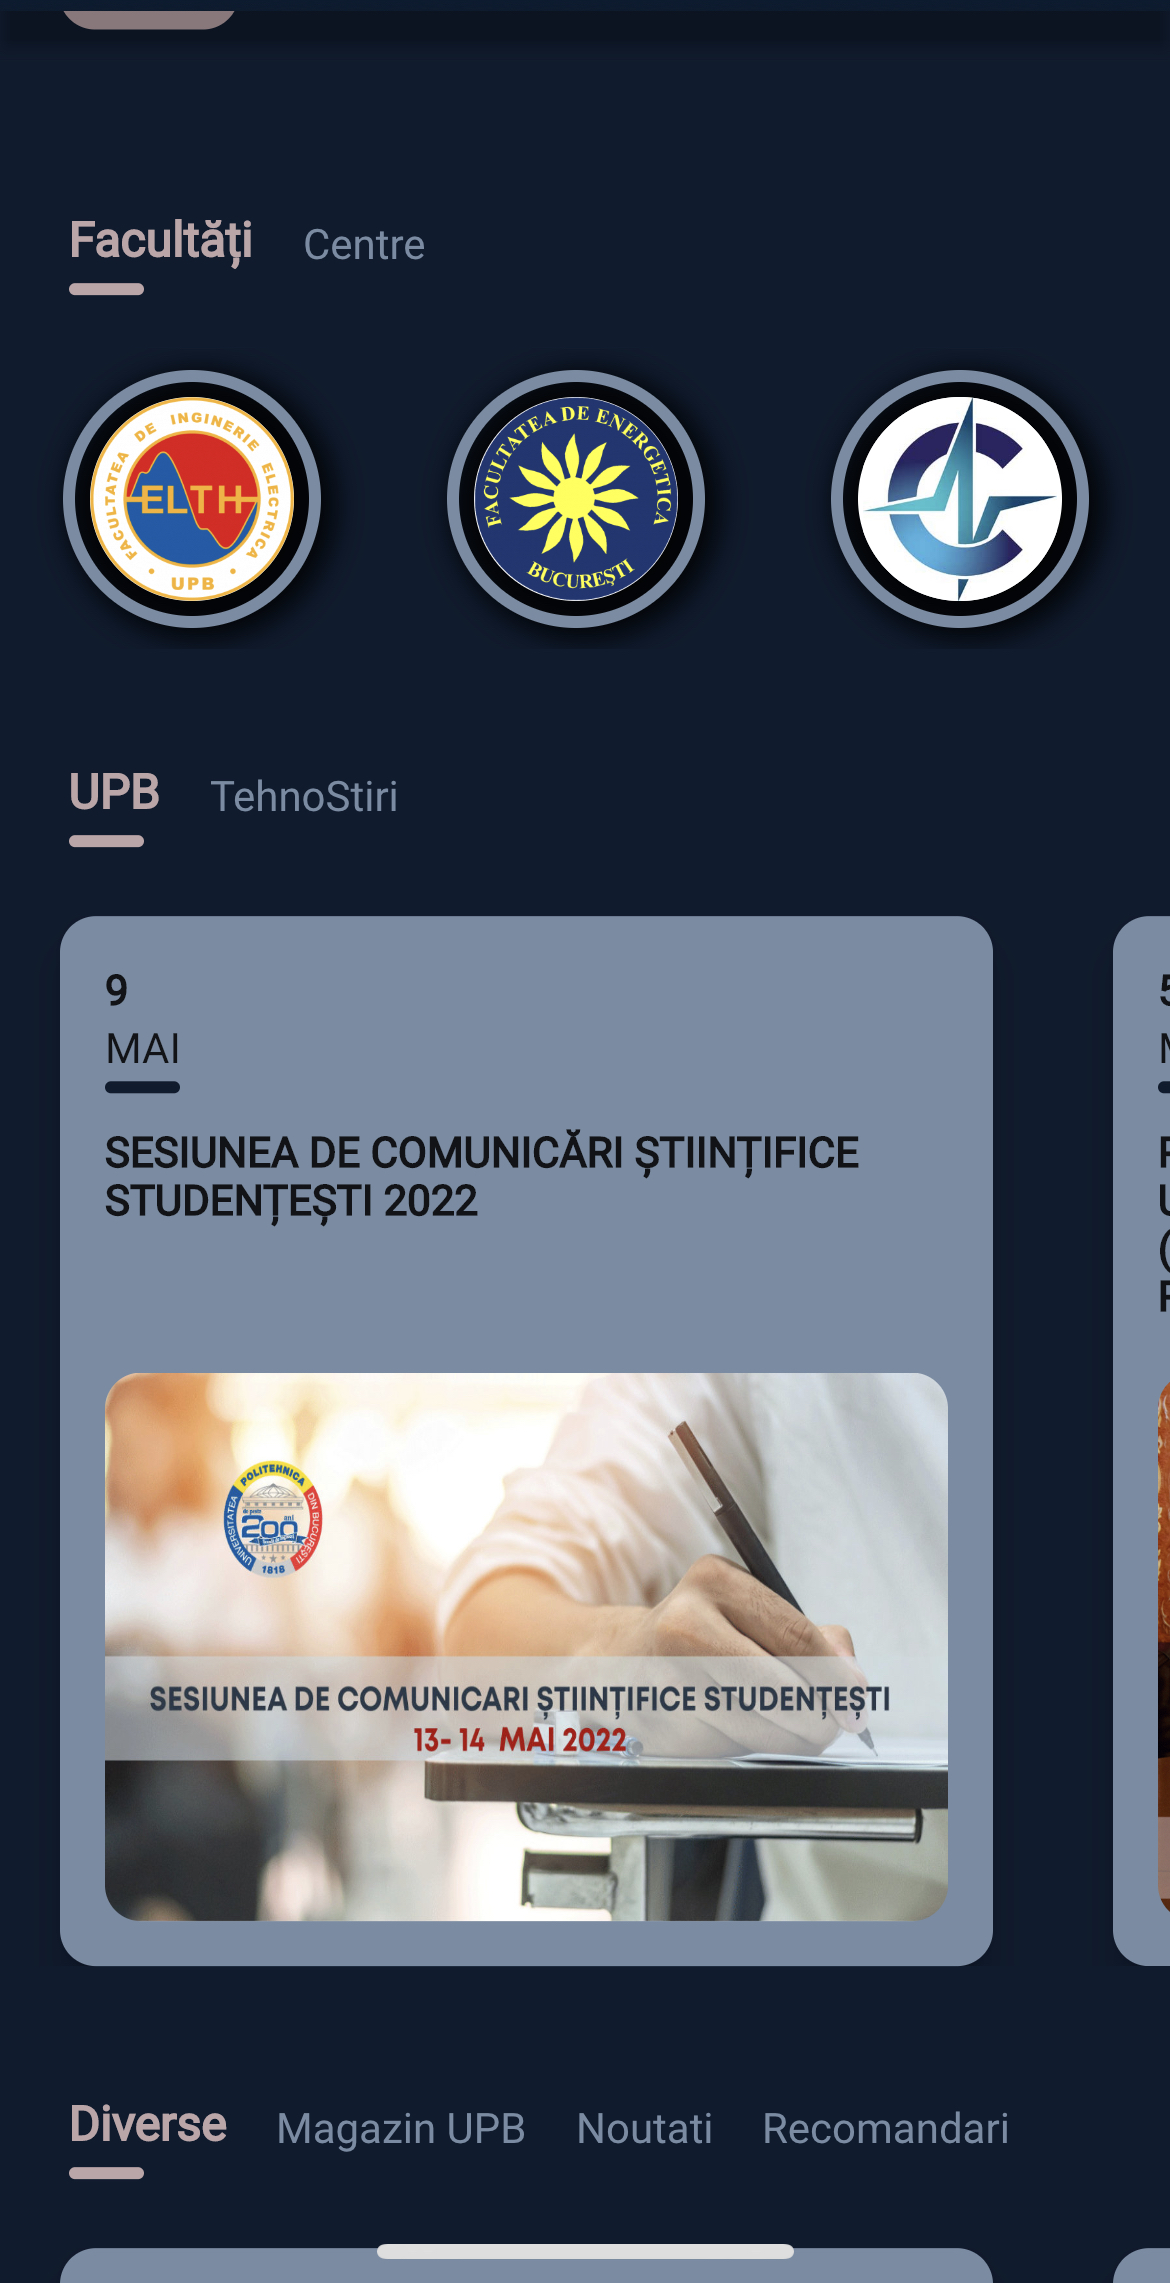 Facultăți Centre
FACULTATEA DE INGINERIE ELECTRICA
ELTH
• UPB •
FACULTATEA DE ENERGETICA
BUCUREȘTI
UPB TehnoStiri
9
MAI
SESIUNEA DE COMUNICĂRI ȘTIINȚIFICE
STUDENȚEȘTI 2022
5
UNIVERSITATEA POLITEHNICA DIN BUCUREȘTI
200
ani
1818
SESIUNEA DE COMUNICARI ȘTIINȚIFICE STUDENȚEȘTI
13- 14 MAI 2022
Diverse Magazin UPB Noutati Recomandari